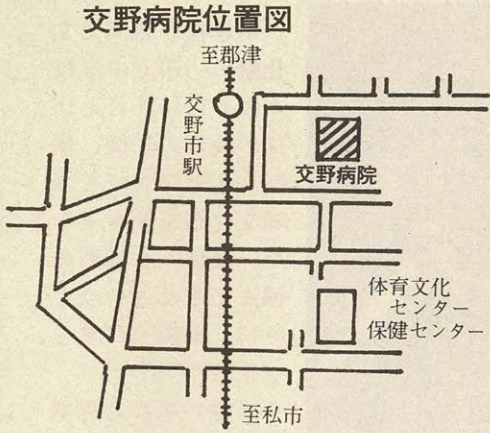 交野病院位置図
至郡津
交野市駅
交野病院
体育文化
センター
保健センター
至私市